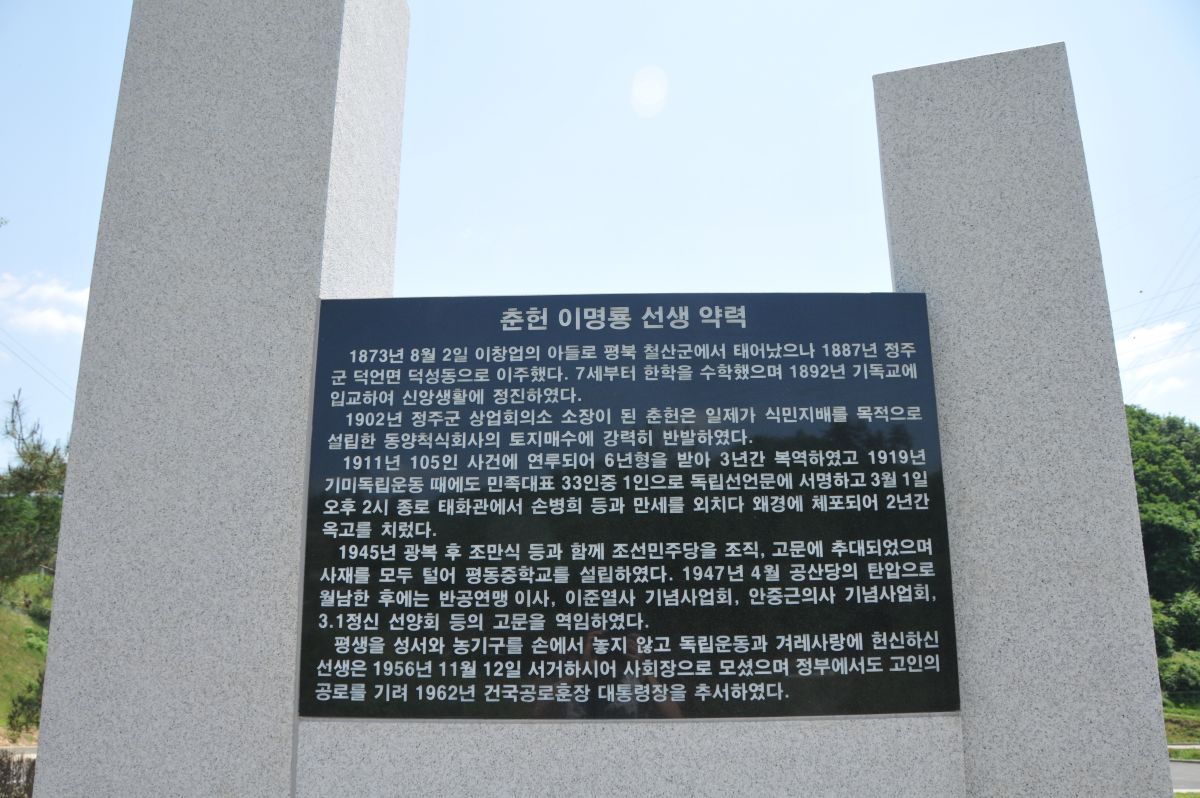 춘헌 이명룡 선생 약력
1873년 8월 2일 이창업의 아들로 평북 철산군에서 태어났으나 1887년 정주
군 덕언면 덕성동으로 이주했다. 7세부터 한학을 수학했으며 1892년 기독교에
입교하여 신앙생활에 정진하였다.
1902년 정주군 상업회의소 소장이 된 춘헌은 일제가 식민지배를 목적으로
설립한 동양척식회사의 토지매수에 강력히 반발하였다.
1911년 105인 사건에 연루되어 6년형을 받아 3년간 복역하였고 1919년
기미독립운동 때에도 민족대표 33인중 1인으로 독립선언문에 서명하고 3월 1일
오후 2시 종로 태화관에서 손병희 등과 만세를 외치다 왜경에 체포되어 2년간
옥고를 치렀다.
1945년 광복 후 조만식 등과 함께 조선민주당을 조직, 고문에 추대되었으며
사재를 모두 털어 평동중학교를 설립하였다. 1947년 4월 공산당의 탄압으로
월남한 후에는 반공연맹 이사, 이준열사 기념사업회, 안중근의사 기념사업회,
3.1정신 선양회 등의 고문을 역임하였다.
평생을 성서와 농기구를 손에서 놓지 않고 독립운동과 겨레사랑에 헌신하신
선생은 1956년 11월 12일 서거하시어 사회장으로 모셨으며 정부에서도 고인의
공로를 기려 1962년 건국공로훈장 대통령장을 추서하였다.